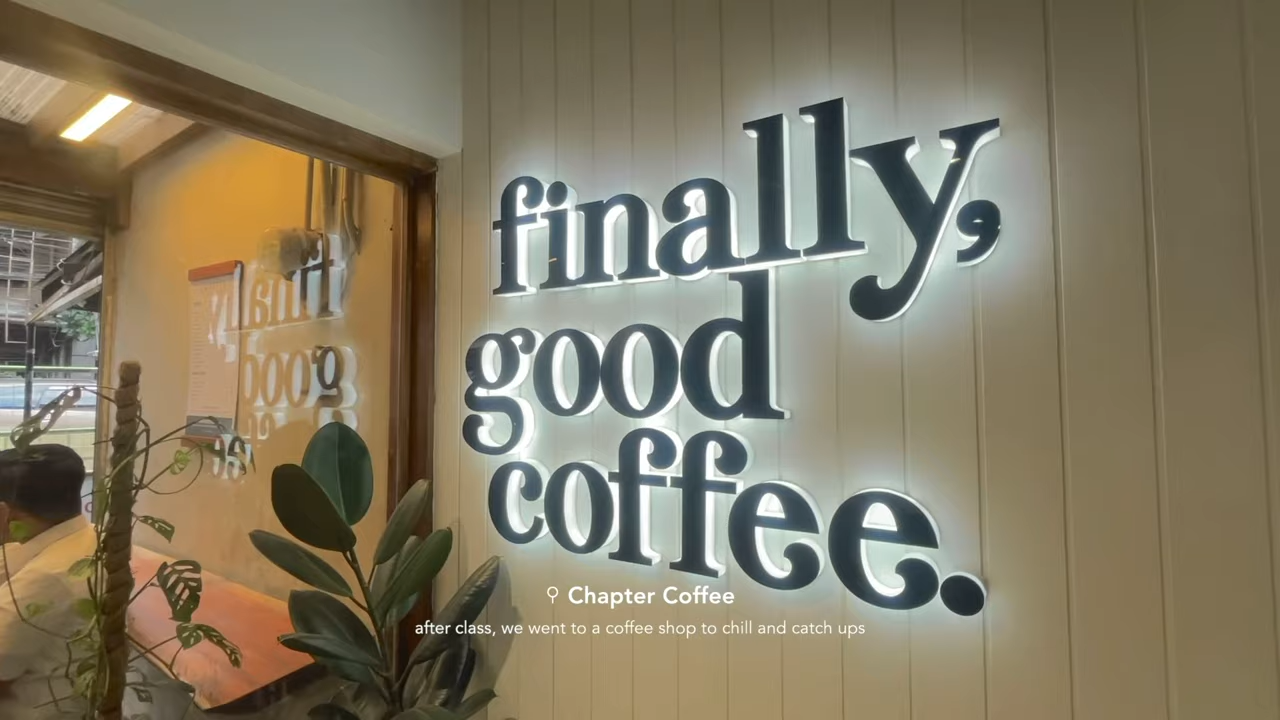 finally,
good
coffee.
Chapter Coffee
after class, we went to a coffee shop to chill and catch ups